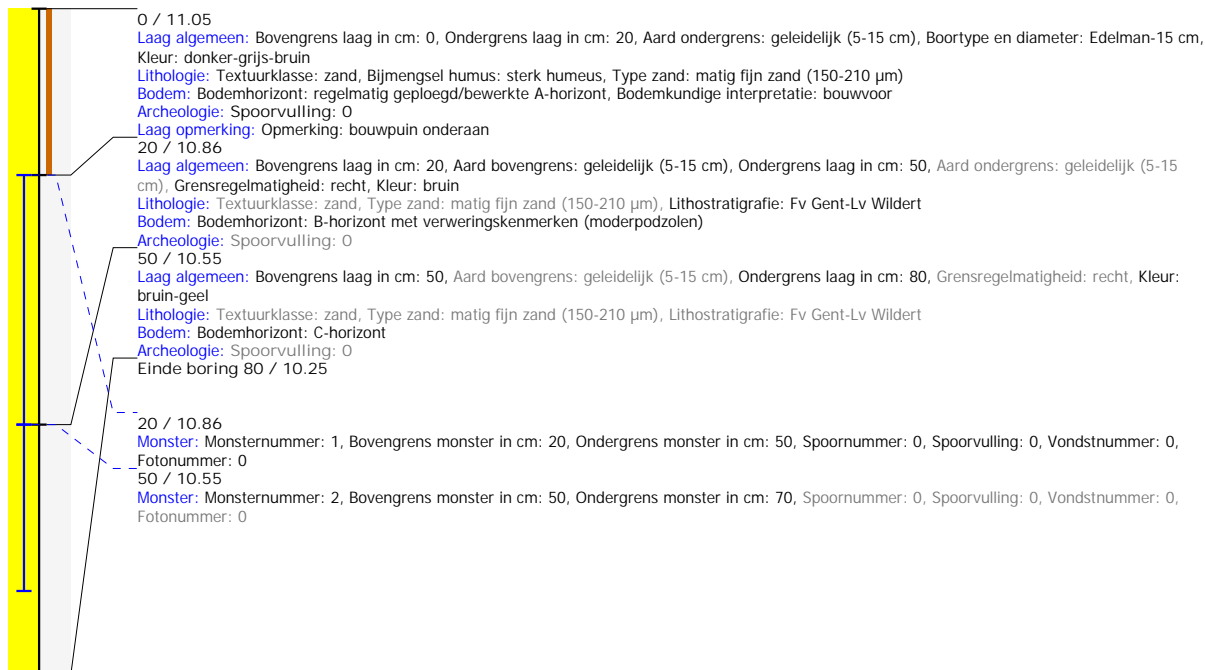 0 / 11.05
Laag algemeen: Bovengrens laag in cm: 0, Ondergrens laag in cm: 20, Aard ondergrens: geleidelijk (5-15 cm), Boortype en diameter: Edelman-15 cm,
Kleur: donker-grijs-bruin
Lithologie: Textuurklasse: zand, Bijmengsel humus: sterk humeus, Type zand: matig fijn zand (150-210 µm)
Bodem: Bodemhorizont: regelmatig geploegd/bewerkte A-horizont, Bodemkundige interpretatie: bouwvoor
Archeologie: Spoorvulling: 0
Laag opmerking: Opmerking: bouwpuin onderaan
20 / 10.86
Laag algemeen: Bovengrens laag in cm: 20, Aard bovengrens: geleidelijk (5-15 cm), Ondergrens laag in cm: 50, Aard ondergrens: geleidelijk (5-15
cm), Grensregelmatigheid: recht, Kleur: bruin
Lithologie: Textuurklasse: zand, Type zand: matig fijn zand (150-210 µm), Lithostratigrafie: Fv Gent-Lv Wildert
Bodem: Bodemhorizont: B-horizont met verweringskenmerken (moderpodzolen)
Archeologie: Spoorvulling: 0
50 / 10.55
Laag algemeen: Bovengrens laag in cm: 50, Aard bovengrens: geleidelijk (5-15 cm), Ondergrens laag in cm: 80, Grensregelmatigheid: recht, Kleur:
bruin-geel
Lithologie: Textuurklasse: zand, Type zand: matig fijn zand (150-210 µm), Lithostratigrafie: Fv Gent-Lv Wildert
Bodem: Bodemhorizont: C-horizont
Archeologie: Spoorvulling: 0
Einde boring 80 / 10.25
20 / 10.86
Monster: Monsternummer: 1, Bovengrens monster in cm: 20, Ondergrens monster in cm: 50, Spoornummer: 0, Spoorvulling: 0, Vondstnummer: 0,
Fotonummer: 0
50 / 10.55
Monster: Monsternummer: 2, Bovengrens monster in cm: 50, Ondergrens monster in cm: 70, Spoornummer: 0, Spoorvulling: 0, Vondstnummer: 0,
Fotonummer: 0